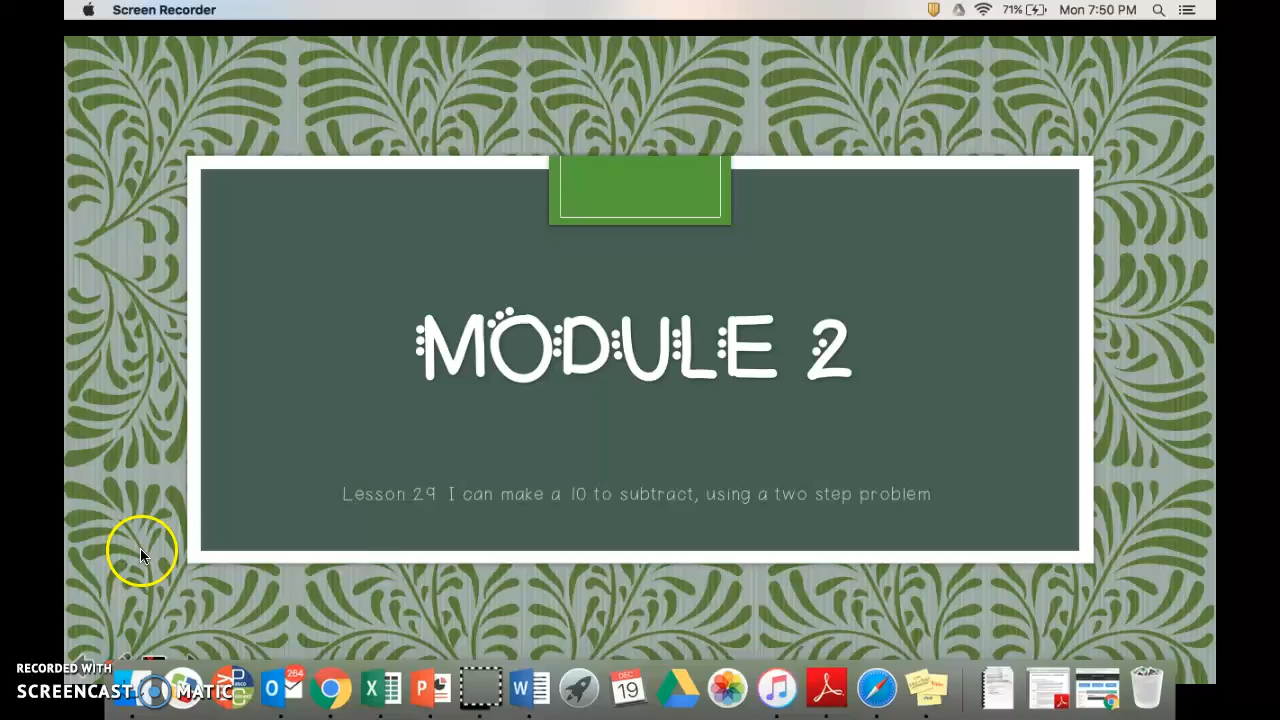 Screen Recorder
71%
Mon 7:50 PM
MODULE 2
Lesson 29 I can make a 10 to subtract, using a two step problem
RECORDED WITH
SCREENCAST MATIC
264
DEC
19